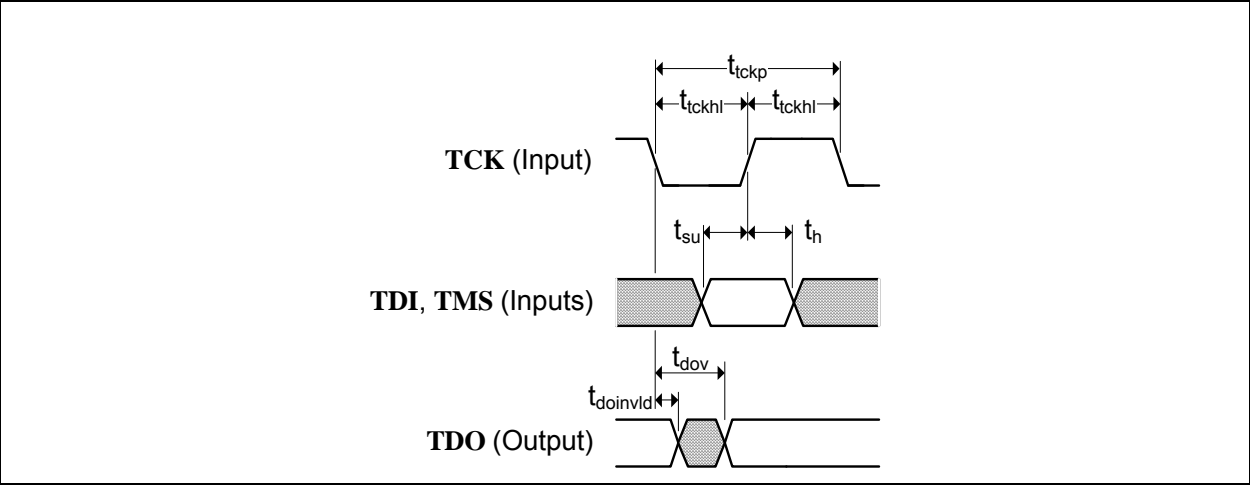 ttckp
ttckhl ttckhl
TCK (Input)
tsu th
TDI, TMS (Inputs)
tdov
tdoinvld
TDO (Output)